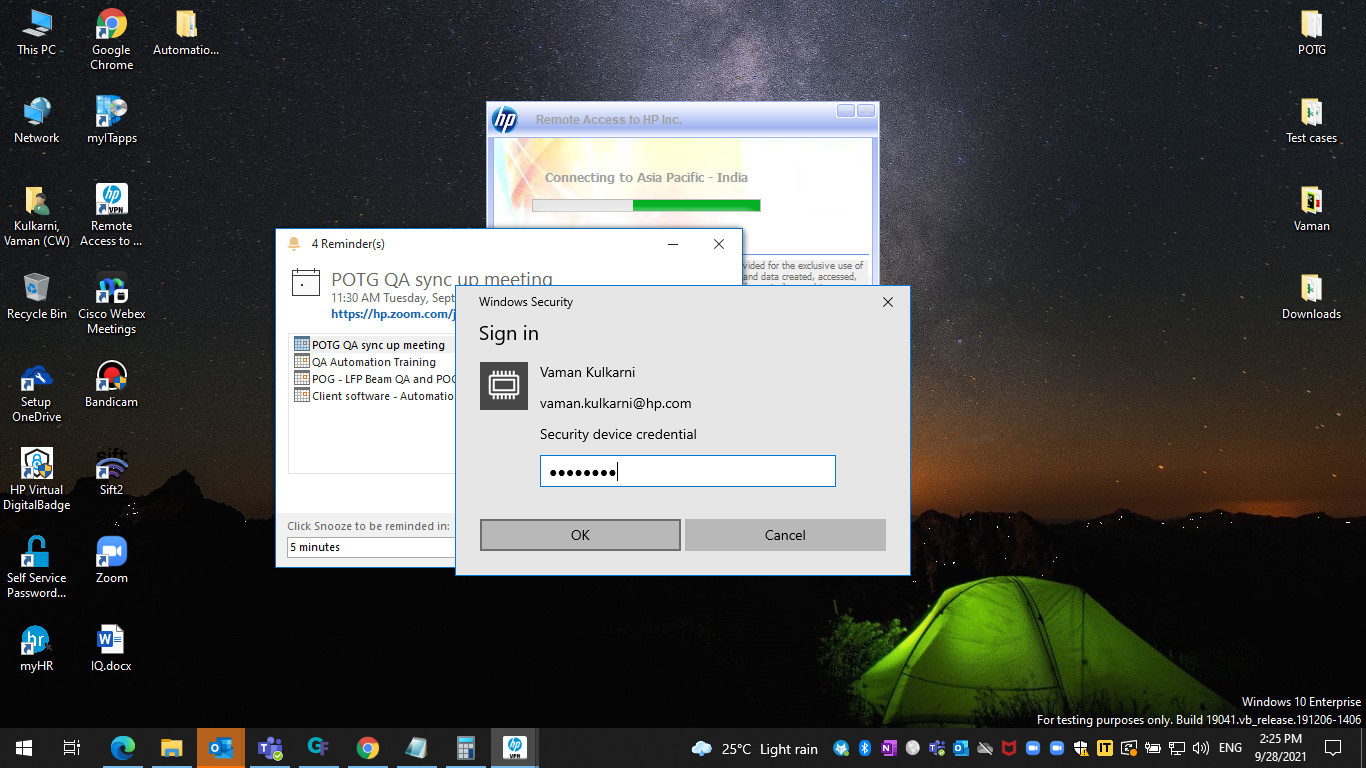 This PC
Google
Chrome
Automatio...
Network
myITapps
Kulkarni,
Vaman (CW)
hp
VPN
Remote
Access to ...
Recycle Bin
Cisco Webex
Meetings
Setup
OneDrive
Bandicam
HP Virtual
DigitalBadge
sift
Sift2
Self Service
Password...
Zoom
hr
myHR
IQ.docx
POTG
Test cases
Vaman
Downloads
hp
Remote Access to HP Inc.
Connecting to Asia Pacific - India
vided for the exclusive use of
and data created, accessed,
4 Reminder(s)
POTG QA sync up meeting
11:30 AM Tuesday, Sept
https://hp.zoom.com/j
POTG QA sync up meeting
QA Automation Training
POG - LFP Beam QA and POG
Client software - Automatio
Click Snooze to be reminded in:
5 minutes
Windows Security
Sign in
Vaman Kulkarni
vaman.kulkarni@hp.com
Security device credential
●●●●●●●●
OK
Cancel
Windows 10 Enterprise
For testing purposes only. Build 19041.vb_release.191206-1406
25°C Light rain
ENG
2:25 PM
9/28/2021